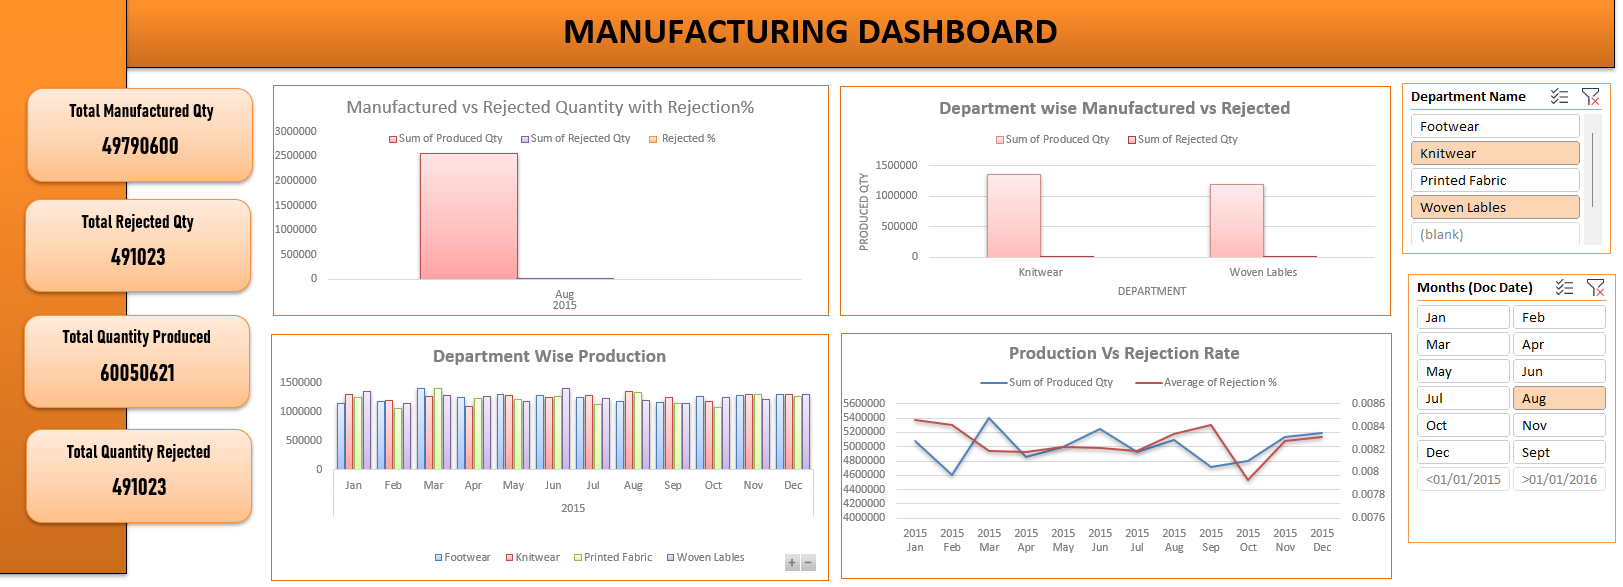 MANUFACTURING DASHBOARD
Total Manufactured Qty
49790600
Total Rejected Qty
491023
Total Quantity Produced
60050621
Total Quantity Rejected
491023
Manufactured vs Rejected Quantity with Rejection%
Sum of Produced Qty Sum of Rejected Qty Rejected %
3000000
2500000
2000000
1500000
1000000
500000
0
Aug
2015
Department wise Manufactured vs Rejected
Sum of Produced Qty Sum of Rejected Qty
PRODUCED QTY
1500000
1000000
500000
0
Knitwear Woven Lables
DEPARTMENT
Department Name
Footwear
Knitwear
Printed Fabric
Woven Lables
(blank)
Department Wise Production
1500000
1000000
500000
0
Jan Feb Mar Apr May Jun Jul Aug Sep Oct Nov Dec
2015
Footwear Knitwear Printed Fabric Woven Lables
+ −
Production Vs Rejection Rate
Sum of Produced Qty Average of Rejection %
5600000 0.0086
5400000
5200000 0.0084
5000000
4800000 0.0082
4600000 0.008
4400000
4200000 0.0078
4000000 0.0076
2015 2015 2015 2015 2015 2015 2015 2015 2015 2015 2015 2015
Jan Feb Mar Apr May Jun Jul Aug Sep Oct Nov Dec
Months (Doc Date)
Jan Feb
Mar Apr
May Jun
Jul Aug
Oct Nov
Dec Sept
<01/01/2015 >01/01/2016